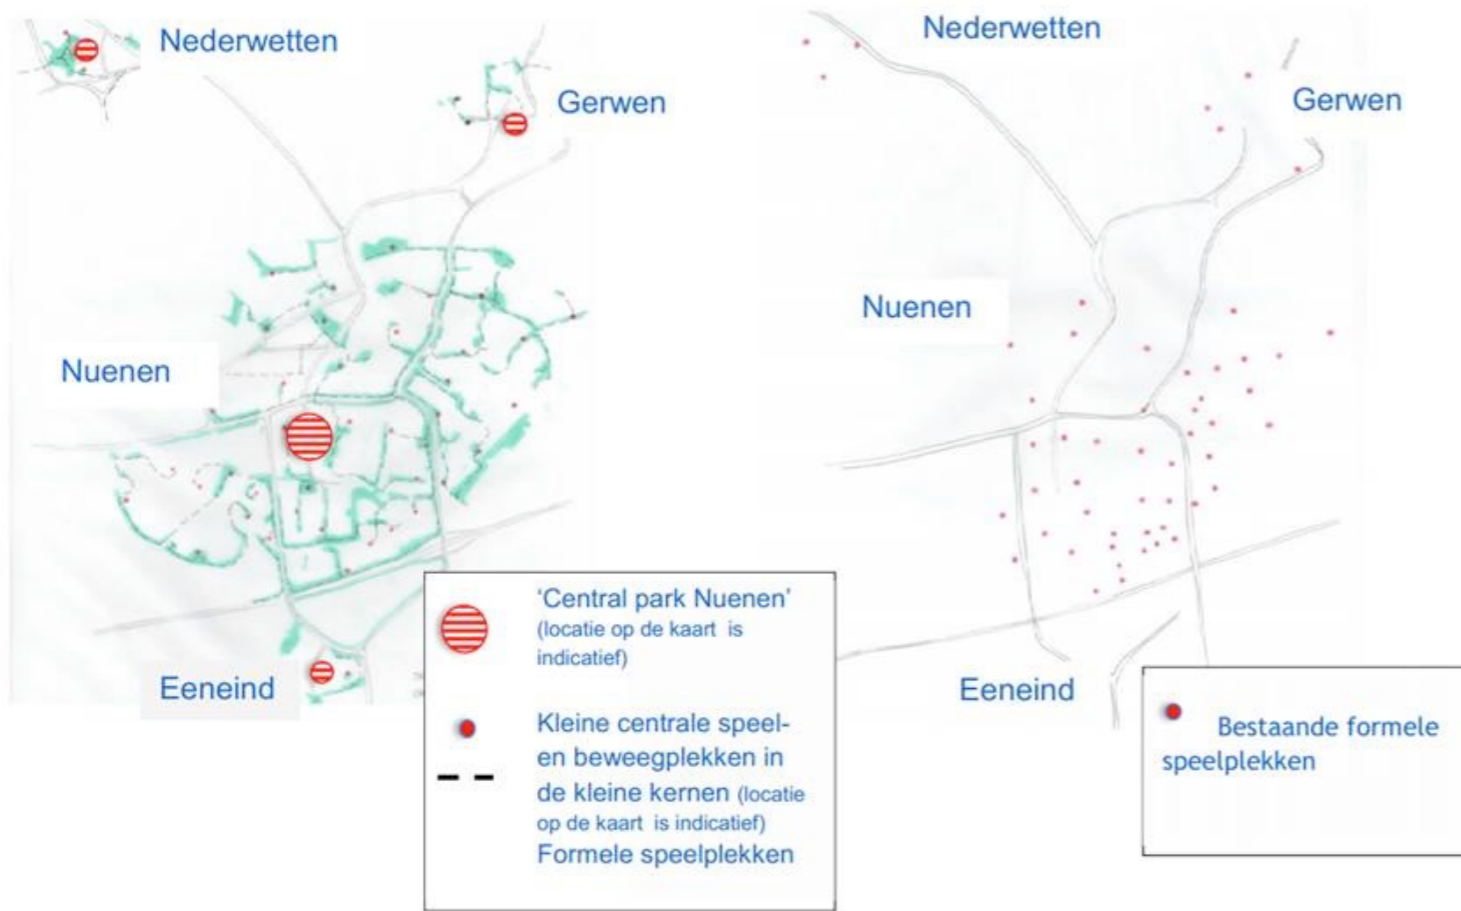 Nederwetten
Gerwen
Nuenen
Eeneind
'Central park Nuenen'
(locatie op de kaart is
indicatief)
Kleine centrale speel-
en beweegplekken in
de kleine kernen (locatie
op de kaart is indicatief)
Formele speelplekken
Nederwetten
Gerwen
Nuenen
Eeneind
Bestaande formele
speelplekken